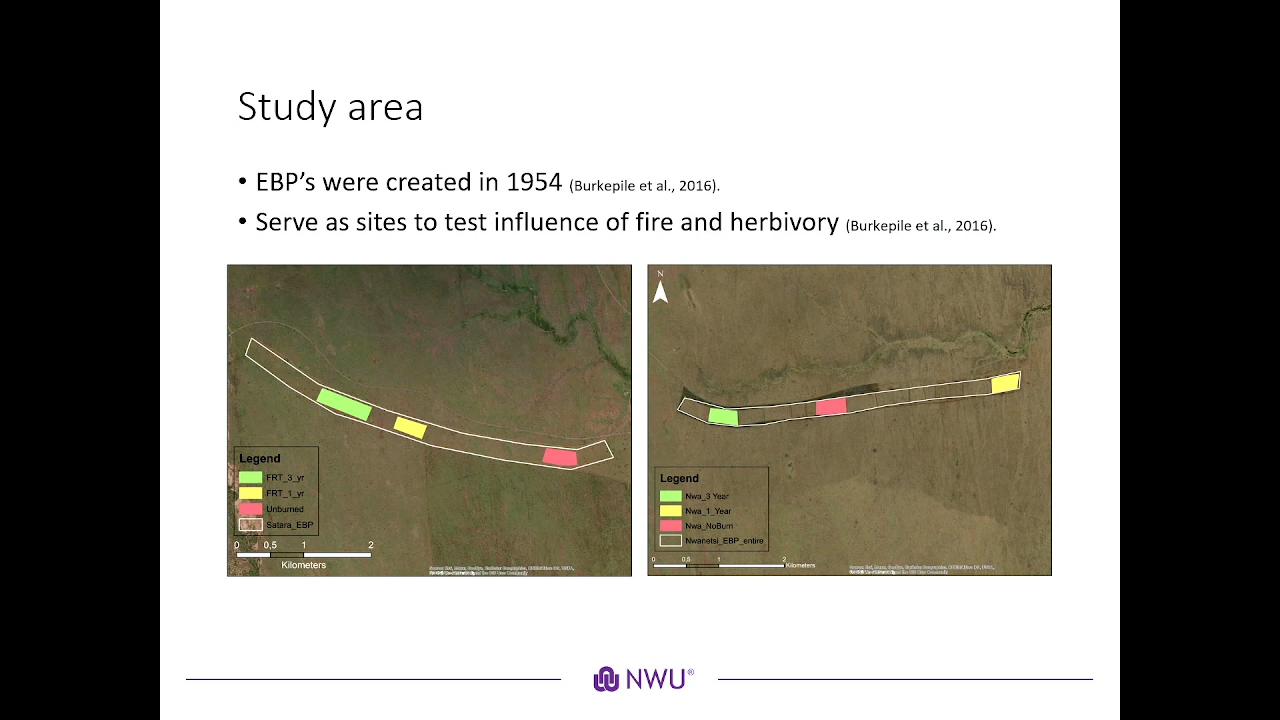 Study area
• EBP’s were created in 1954 (Burkepile et al., 2016).
• Serve as sites to test influence of fire and herbivory (Burkepile et al., 2016).
Legend
FRT_3_yr
FRT_1_yr
Unburned
Satara_EBP
0 0,5 1 2
Kilometers
N
Legend
Nwa_3 Year
Nwa_1_Year
Nwa_NoBurn
Nwanetsi_EBP_entire
0 0,5 1 2
Kilometers
NWU®